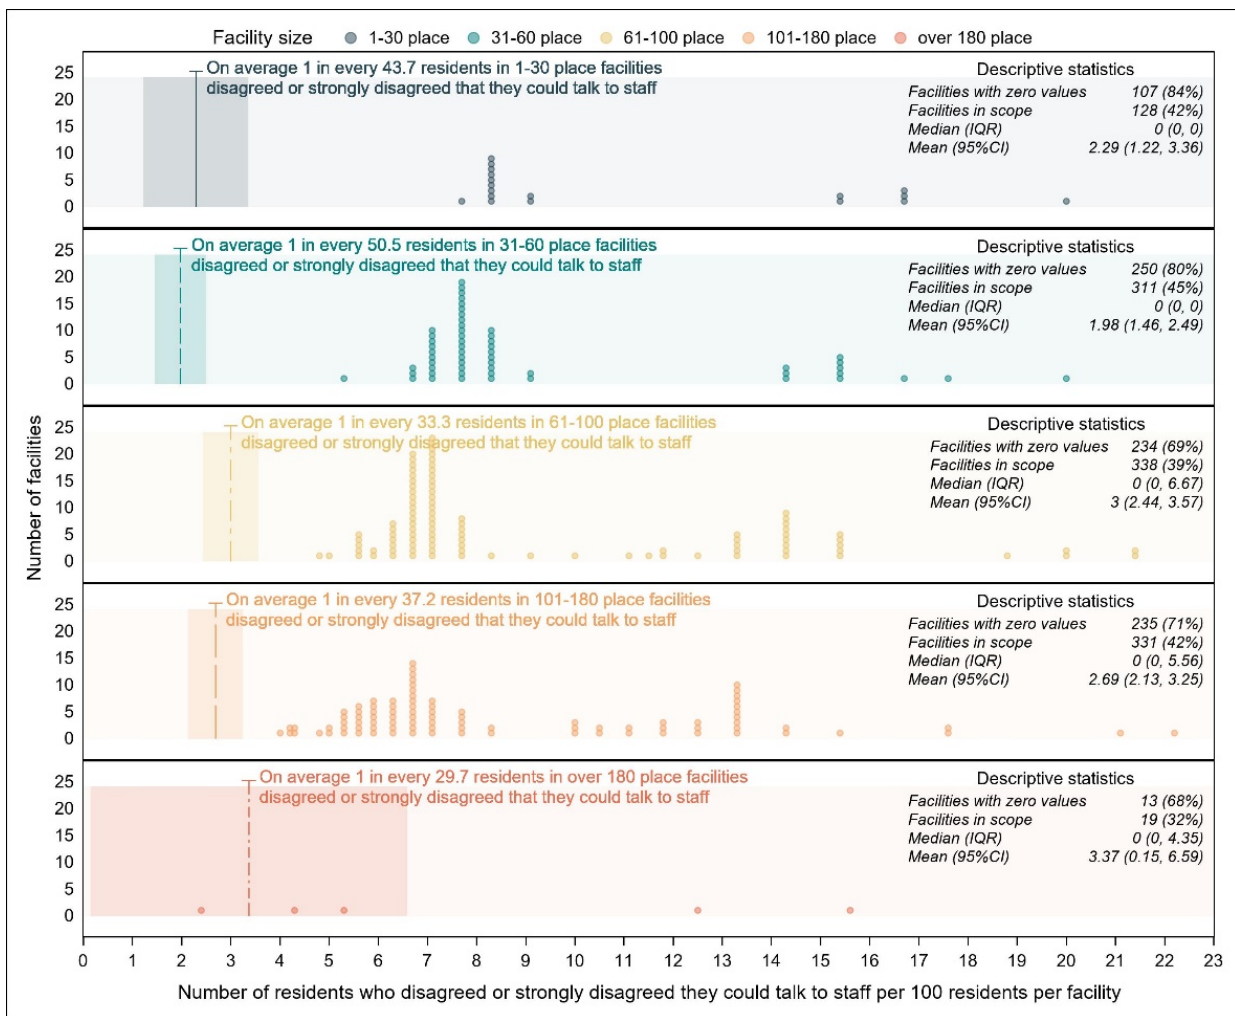 Facility size 1-30 place 31-60 place 61-100 place 101-180 place over 180 place
On average 1 in every 43.7 residents in 1-30 place facilities
disagreed or strongly disagreed that they could talk to staff
Descriptive statistics
Facilities with zero values 107 (84%)
Facilities in scope 128 (42%)
Median (IQR) 0 (0, 0)
Mean (95%CI) 2.29 (1.22, 3.36)
25
20
15
10
5
0
On average 1 in every 50.5 residents in 31-60 place facilities
disagreed or strongly disagreed that they could talk to staff
Descriptive statistics
Facilities with zero values 250 (80%)
Facilities in scope 311 (45%)
Median (IQR) 0 (0, 0)
Mean (95%CI) 1.98 (1.46, 2.49)
25
20
15
10
5
0
On average 1 in every 33.3 residents in 61-100 place facilities
disagreed or strongly disagreed that they could talk to staff
Descriptive statistics
Facilities with zero values 234 (69%)
Facilities in scope 338 (39%)
Median (IQR) 0 (0, 6.67)
Mean (95%CI) 3 (2.44, 3.57)
25
20
15
10
5
0
Number of facilities
On average 1 in every 37.2 residents in 101-180 place facilities
disagreed or strongly disagreed that they could talk to staff
Descriptive statistics
Facilities with zero values 235 (71%)
Facilities in scope 331 (42%)
Median (IQR) 0 (0, 5.56)
Mean (95%CI) 2.69 (2.13, 3.25)
25
20
15
10
5
0
On average 1 in every 29.7 residents in over 180 place facilities
disagreed or strongly disagreed that they could talk to staff
Descriptive statistics
Facilities with zero values 13 (68%)
Facilities in scope 19 (32%)
Median (IQR) 0 (0, 4.35)
Mean (95%CI) 3.37 (0.15, 6.59)
25
20
15
10
5
0
0 1 2 3 4 5 6 7 8 9 10 11 12 13 14 15 16 17 18 19 20 21 22 23
Number of residents who disagreed or strongly disagreed they could talk to staff per 100 residents per facility